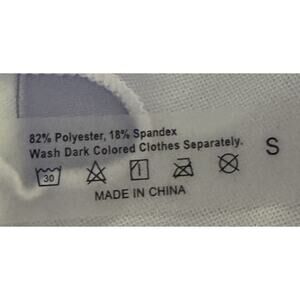 82% Polyester, 18% Spandex
Wash Dark Colored Clothes Separately.
S
30
MADE IN CHINA